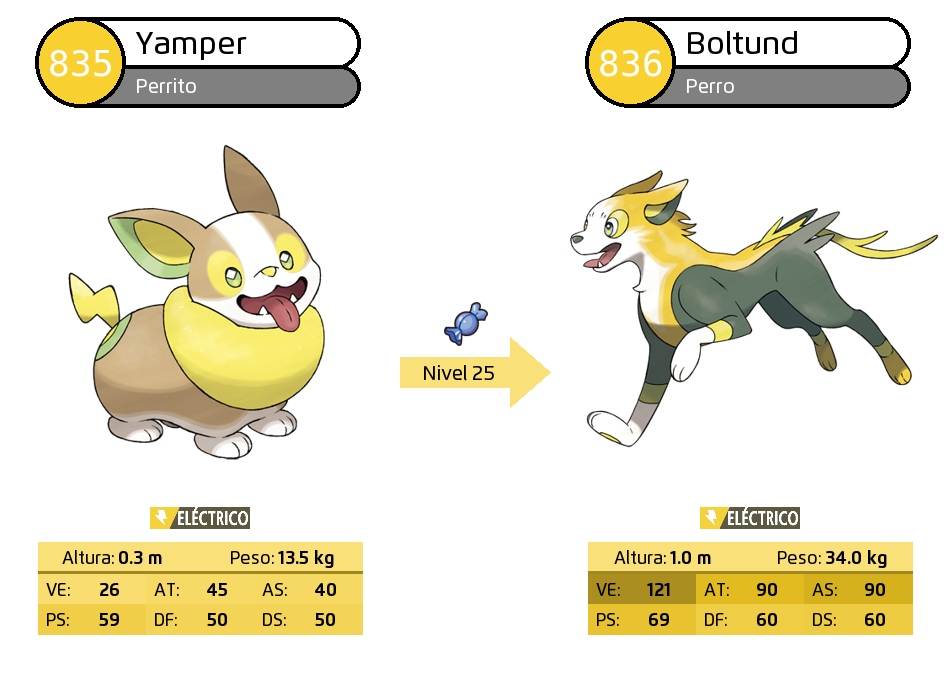 835 Yamper
Perrito
836 Boltund
Perro
Nivel 25
ELÉCTRICO
Altura: 0.3 m Peso: 13.5 kg
VE: 26 AT: 45 AS: 40
PS: 59 DF: 50 DS: 50
ELÉCTRICO
Altura: 1.0 m Peso: 34.0 kg
VE: 121 AT: 90 AS: 90
PS: 69 DF: 60 DS: 60